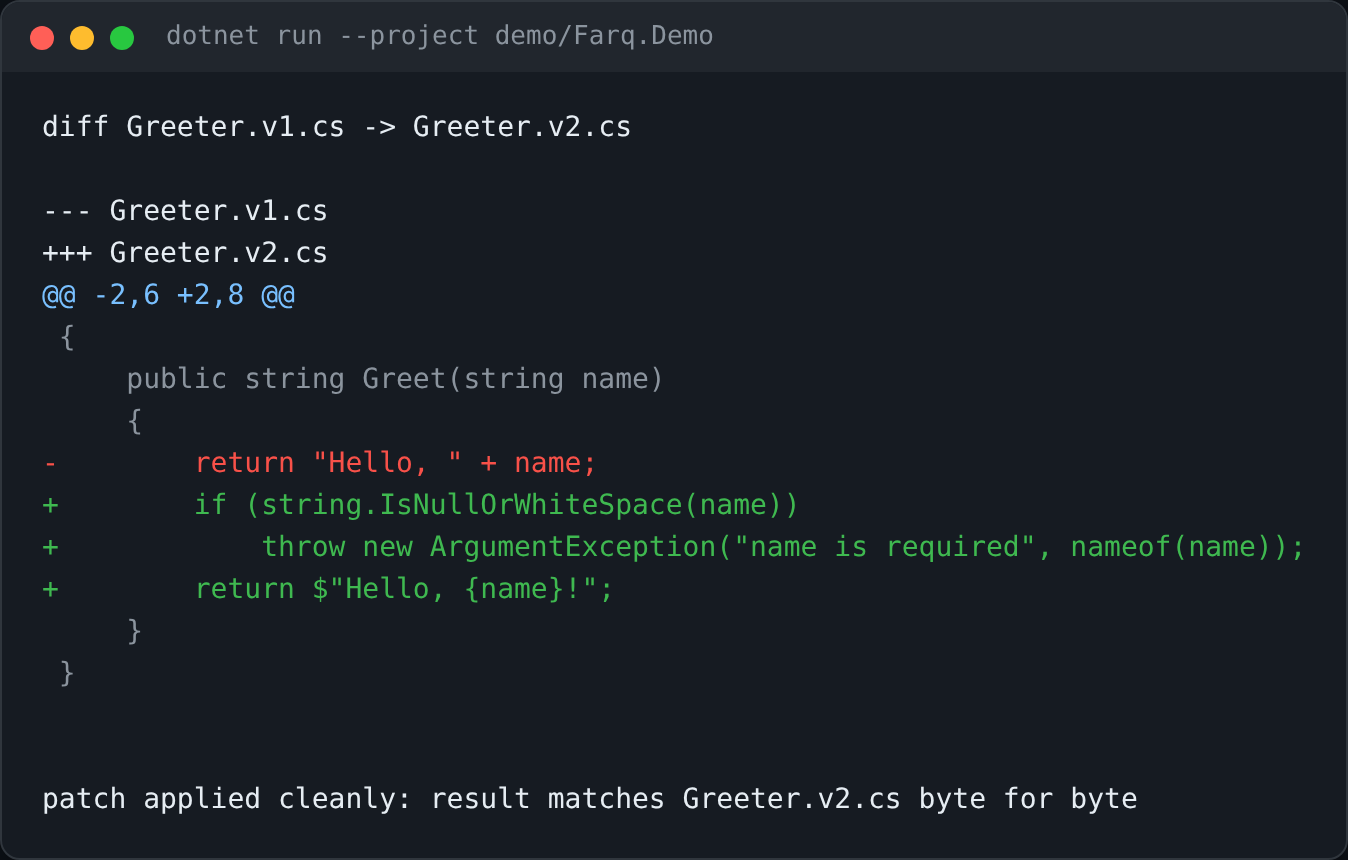 dotnet run --project demo/Farq.Demo
diff Greeter.v1.cs -> Greeter.v2.cs
--- Greeter.v1.cs
+++ Greeter.v2.cs
@@ -2,6 +2,8 @@
 {
     public string Greet(string name)
     {
-        return "Hello, " + name;
+        if (string.IsNullOrWhiteSpace(name))
+            throw new ArgumentException("name is required", nameof(name));
+        return $"Hello, {name}!";
     }
 }
patch applied cleanly: result matches Greeter.v2.cs byte for byte